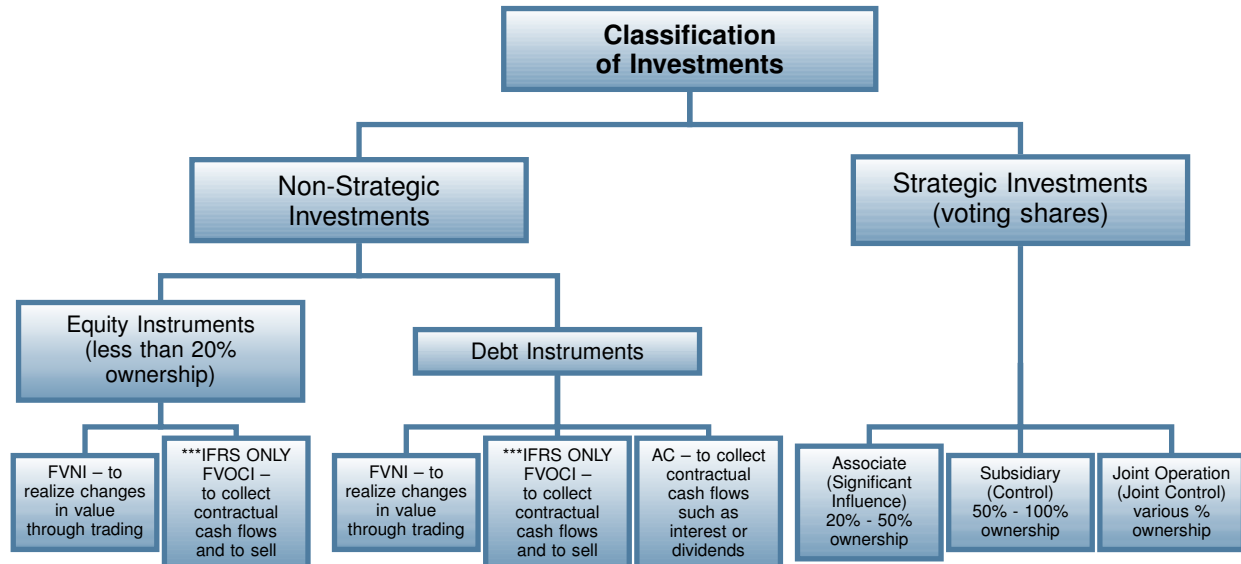 Classification
of Investments
Non-Strategic
Investments
Strategic Investments
(voting shares)
Equity Instruments
(less than 20%
ownership)
Debt Instruments
FVNI – to
realize changes
in value
through trading
***IFRS ONLY
FVOCI –
to collect
contractual
cash flows
and to sell
FVNI – to
realize changes
in value
through trading
***IFRS ONLY
FVOCI –
to collect
contractual
cash flows
and to sell
AC – to collect
contractual
cash flows
such as
interest or
dividends
Associate
(Significant
Influence)
20% - 50%
ownership
Subsidiary
(Control)
50% - 100%
ownership
Joint Operation
(Joint Control)
various %
ownership